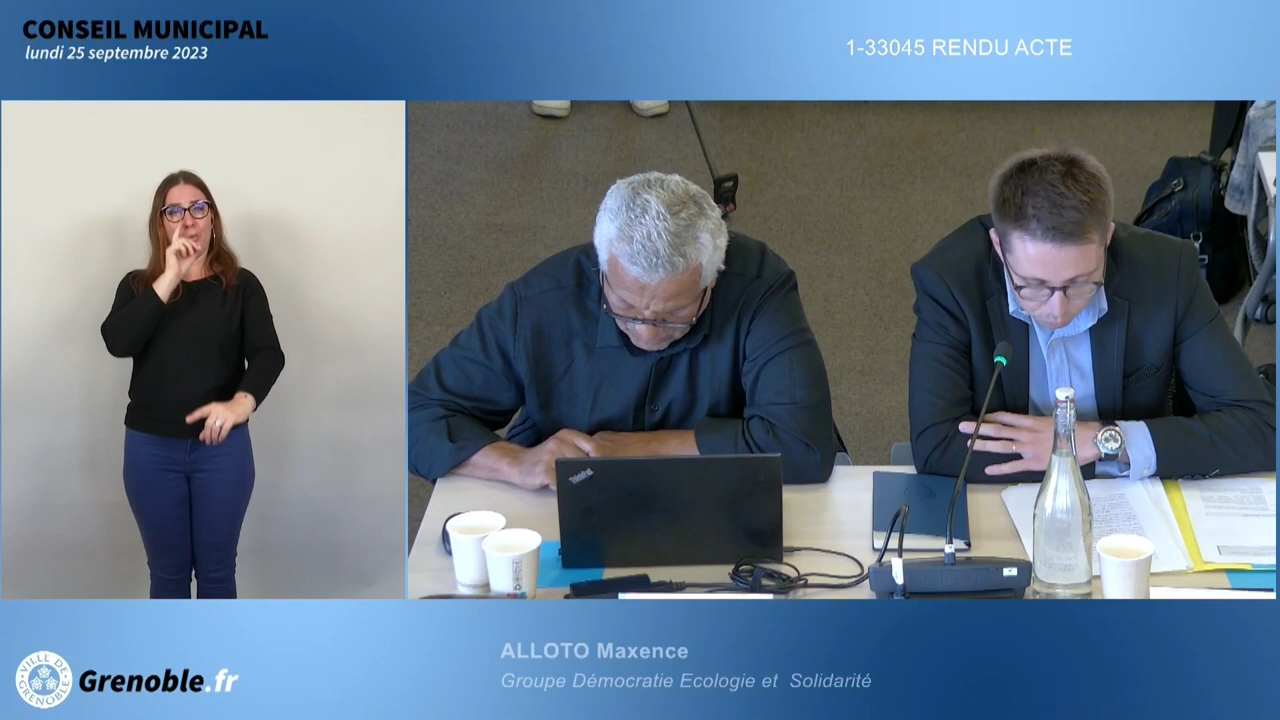 CONSEIL MUNICIPAL
lundi 25 septembre 2023
1-33045 RENDU ACTE
ThinkPad
ALLOTO Maxence
Groupe Démocratie Ecologie et  Solidarité
VILLE DE GRENOBLE
Grenoble.fr